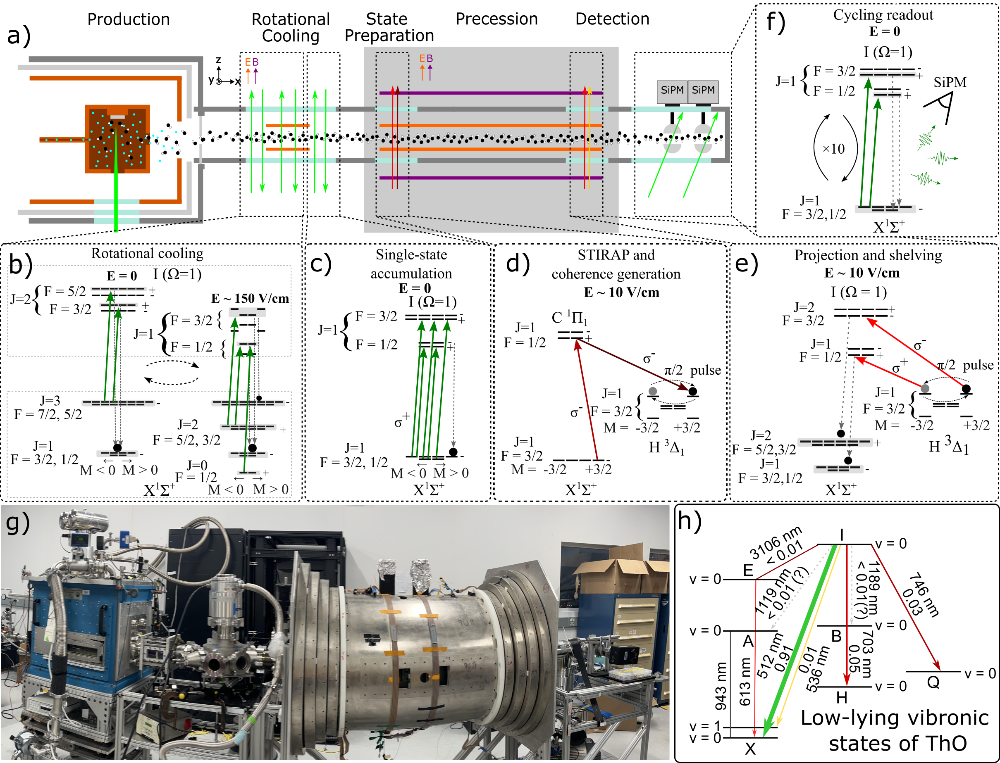 a)
Production
Rotational
Cooling
State
Preparation
Precession
Detection
z
y
x
E B
E B
SiPM
SiPM
f)
Cycling readout
E = 0
I (Ω=1)
J=1 {
F = 3/2
-
+
F = 1/2
-
+
SiPM
×10
J=1
F = 3/2,1/2
-
X¹Σ⁺
b)
Rotational cooling
E = 0
I (Ω=1)
J=2 {
F = 5/2
+
-
F = 3/2
+
-
E ~ 150 V/cm
J=1 {
F = 3/2 {
F = 1/2 {
J=3
F = 7/2, 5/2
-
-
J=2
F = 5/2, 3/2
+
J=1
F = 3/2, 1/2
-
-
M < 0 M > 0
J=0
F = 1/2
+
M < 0 M > 0
X¹Σ⁺
c)
Single-state
accumulation
E = 0
I (Ω=1)
J=1 {
F = 3/2
-
+
F = 1/2
-
+
σ⁺
J=1
F = 3/2, 1/2
-
M < 0 M > 0
X¹Σ⁺
d)
STIRAP and
coherence generation
E ~ 10 V/cm
C ¹Π₁
J=1
F = 1/2
-
+
σ⁻
π/2 pulse
J=1
F = 3/2 {
σ⁻
M = -3/2 +3/2
H ³Δ₁
J=1
F = 3/2
-
M = -3/2 +3/2
X¹Σ⁺
e)
Projection and shelving
E ~ 10 V/cm
I (Ω = 1)
J=2
F = 3/2
+
-
J=1
F = 1/2
-
+
σ⁻
σ⁺
π/2 pulse
J=1
F = 3/2 {
M = -3/2 +3/2
H ³Δ₁
J=2
F = 5/2,3/2
+
J=1
F = 3/2,1/2
-
X¹Σ⁺
g)
h)
I
v = 0
3106 nm
< 0.01
E
v = 0
1119 nm
< 0.01 (?)
1189 nm
< 0.001(?)
746 nm
0.03
v = 0
A
B
v = 0
512 nm
0.91
0.01
536 nm
703 nm
0.05
943 nm
613 nm
v = 0
Q
v = 0
H
v = 1
v = 0
X
Low-lying vibronic
states of ThO